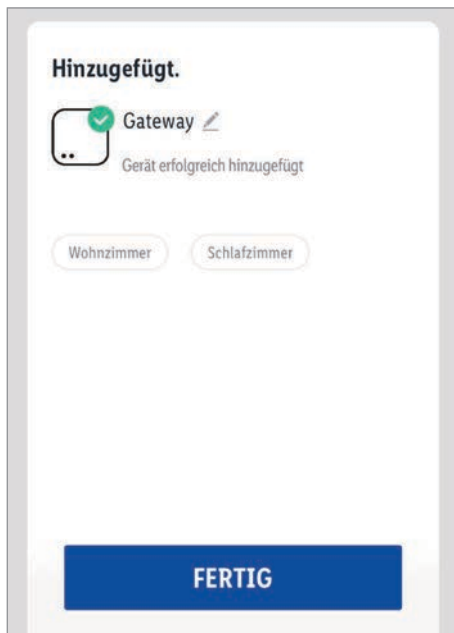 Hinzugefügt.
Gateway
Gerät erfolgreich hinzugefügt
Wohnzimmer Schlafzimmer
FERTIG